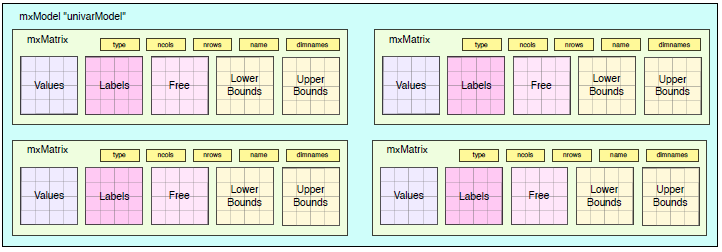 mxModel "univarModel"
mxMatrix type ncols nrows name dimnames
Values Labels Free Lower Bounds Upper Bounds
mxMatrix type ncols nrows name dimnames
Values Labels Free Lower Bounds Upper Bounds
mxMatrix type ncols nrows name dimnames
Values Labels Free Lower Bounds Upper Bounds
mxMatrix type ncols nrows name dimnames
Values Labels Free Lower Bounds Upper Bounds